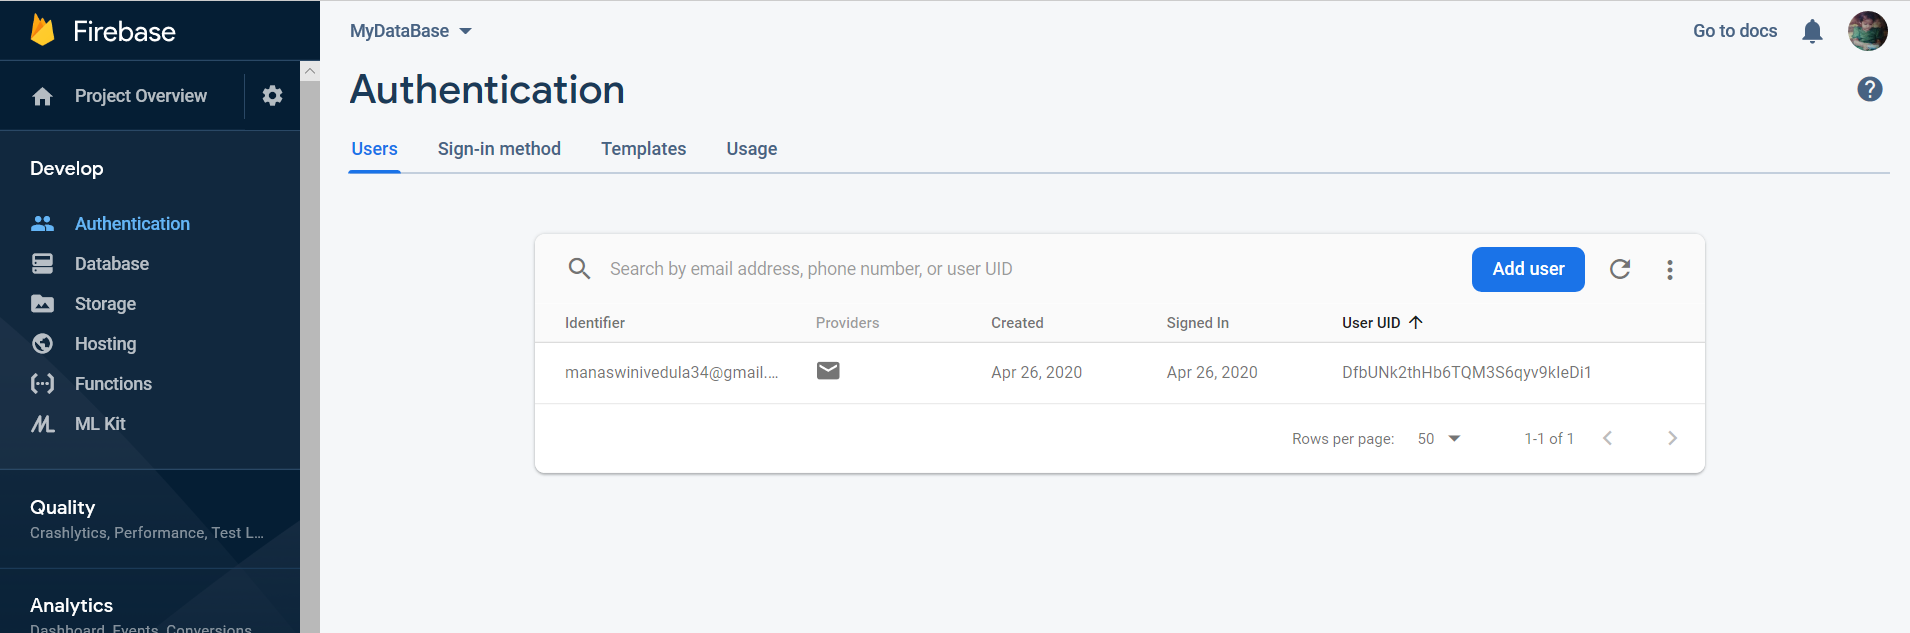 Firebase
Project Overview
Develop
Authentication
Database
Storage
Hosting
Functions
ML Kit
Quality
Crashlytics, Performance, Test L...
Analytics
Dashboard, Events, Conversions
MyDataBase
Go to docs
Authentication
Users Sign-in method Templates Usage
Search by email address, phone number, or user UID
Add user
Identifier Providers Created Signed In User UID
manaswinivedula34@gmail.... Apr 26, 2020 Apr 26, 2020 DfbUNk2thHb6TQM3S6qyv9kleDi1
Rows per page: 50 1-1 of 1